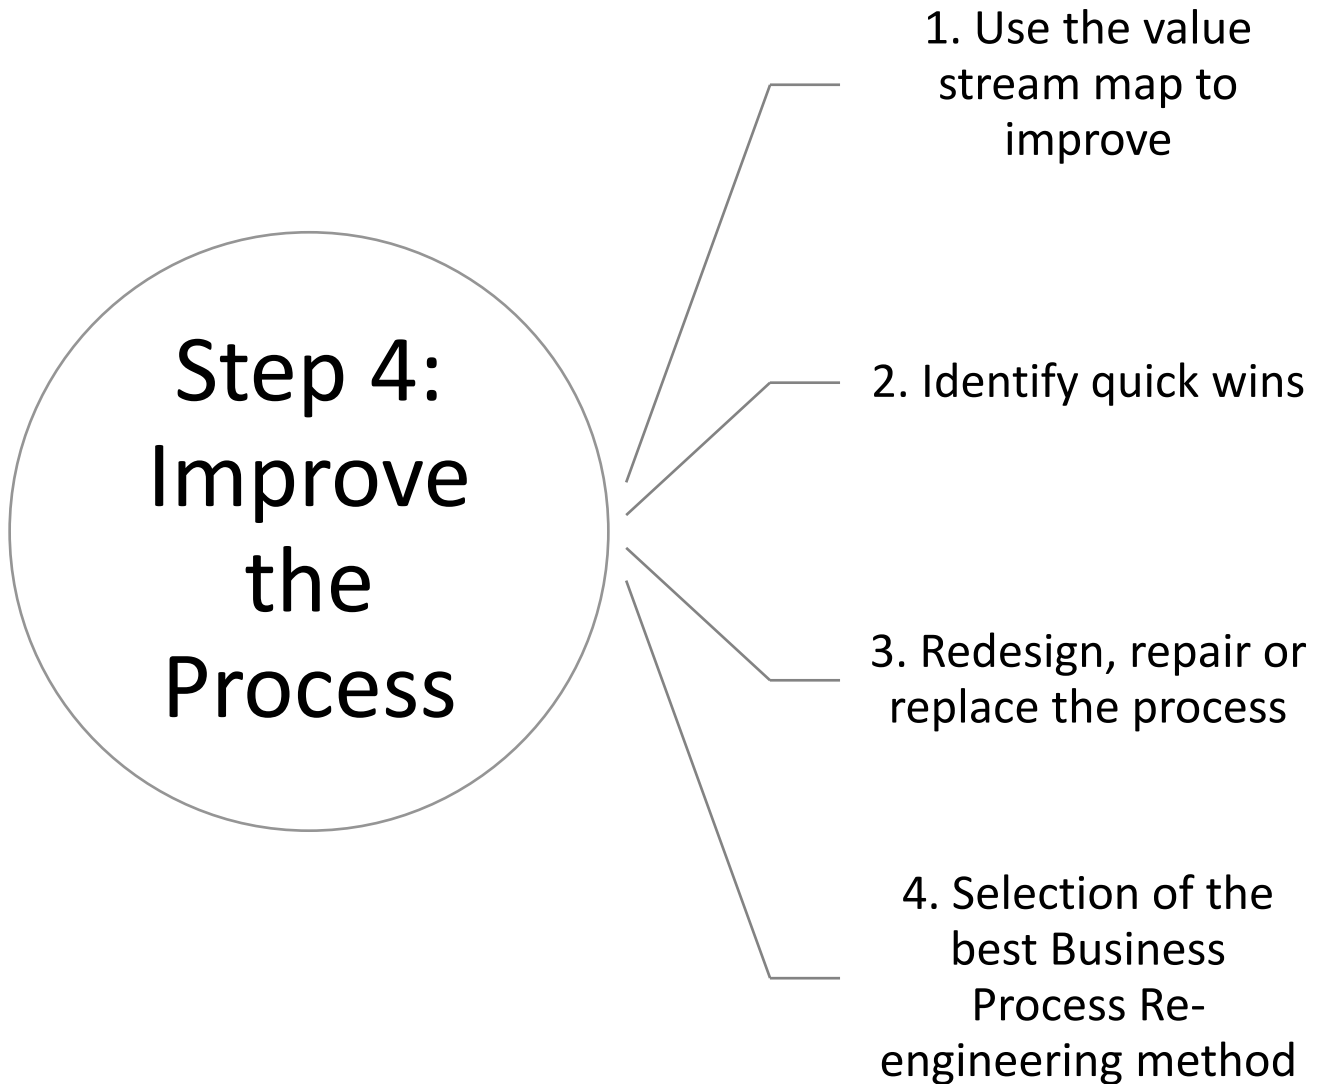 Step 4:
Improve
the
Process
1. Use the value
stream map to
improve
2. Identify quick wins
3. Redesign, repair or
replace the process
4. Selection of the
best Business
Process Re-
engineering method